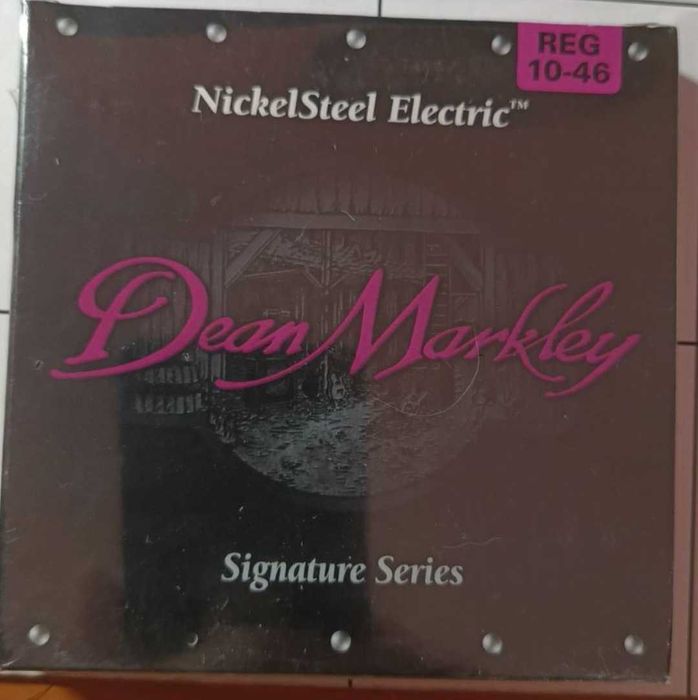 REG
10-46
NickelSteel Electric™
Dean Markley
Signature Series